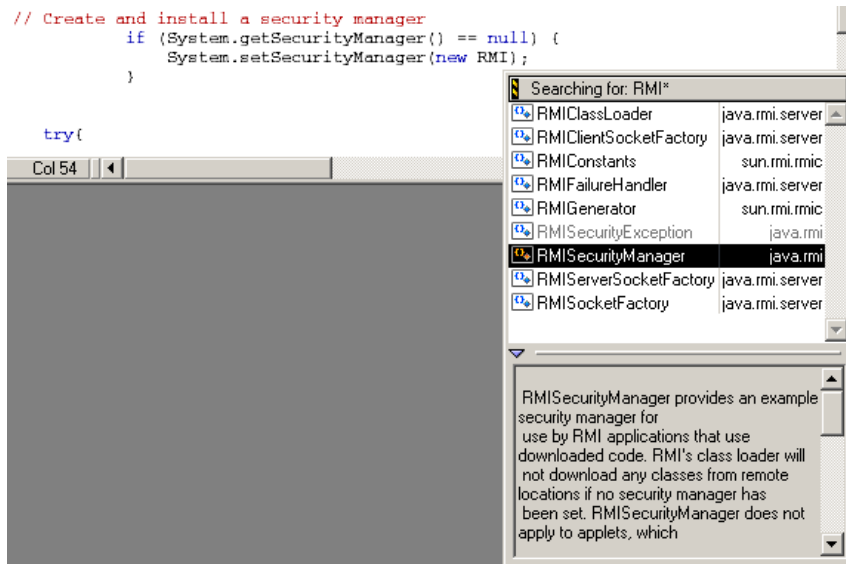 // Create and install a security manager
if (System.getSecurityManager() == null) {
System.setSecurityManager(new RMI);
}
try{
Col 54
Searching for: RMI*
RMIClassLoader java.rmi.server
RMIClientSocketFactory java.rmi.server
RMIConstants sun.rmi.rmic
RMIFailureHandler java.rmi.server
RMIGenerator sun.rmi.rmic
RMISecurityException java.rmi
RMISecurityManager java.rmi
RMIServerSocketFactory java.rmi.server
RMISocketFactory java.rmi.server
RMISecurityManager provides an example
security manager for
use by RMI applications that use
downloaded code. RMI's class loader will
not download any classes from remote
locations if no security manager has
been set. RMISecurityManager does not
apply to applets, which